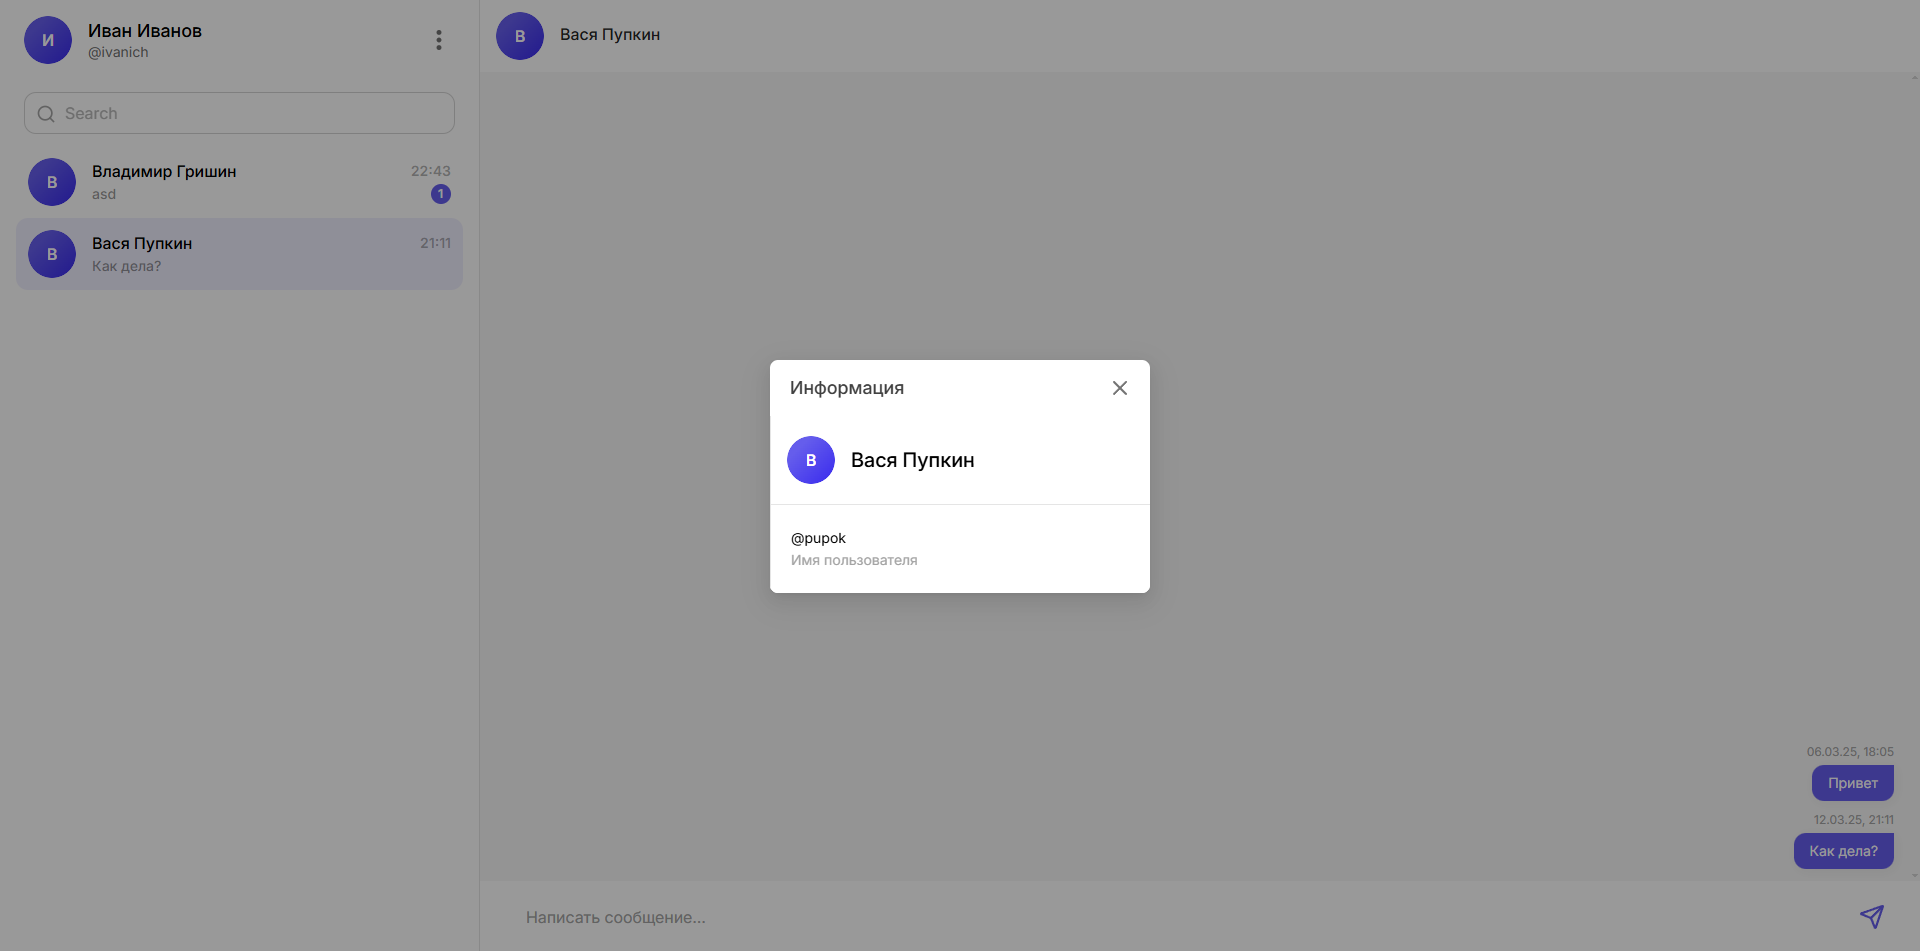 И
Иван Иванов
@ivanich
Search
В
Владимир Гришин
22:43
asd
1
В
Вася Пупкин
21:11
Как дела?
В
Вася Пупкин
Информация
В
Вася Пупкин
@pupok
Имя пользователя
06.03.25, 18:05
Привет
12.03.25, 21:11
Как дела?
Написать сообщение...